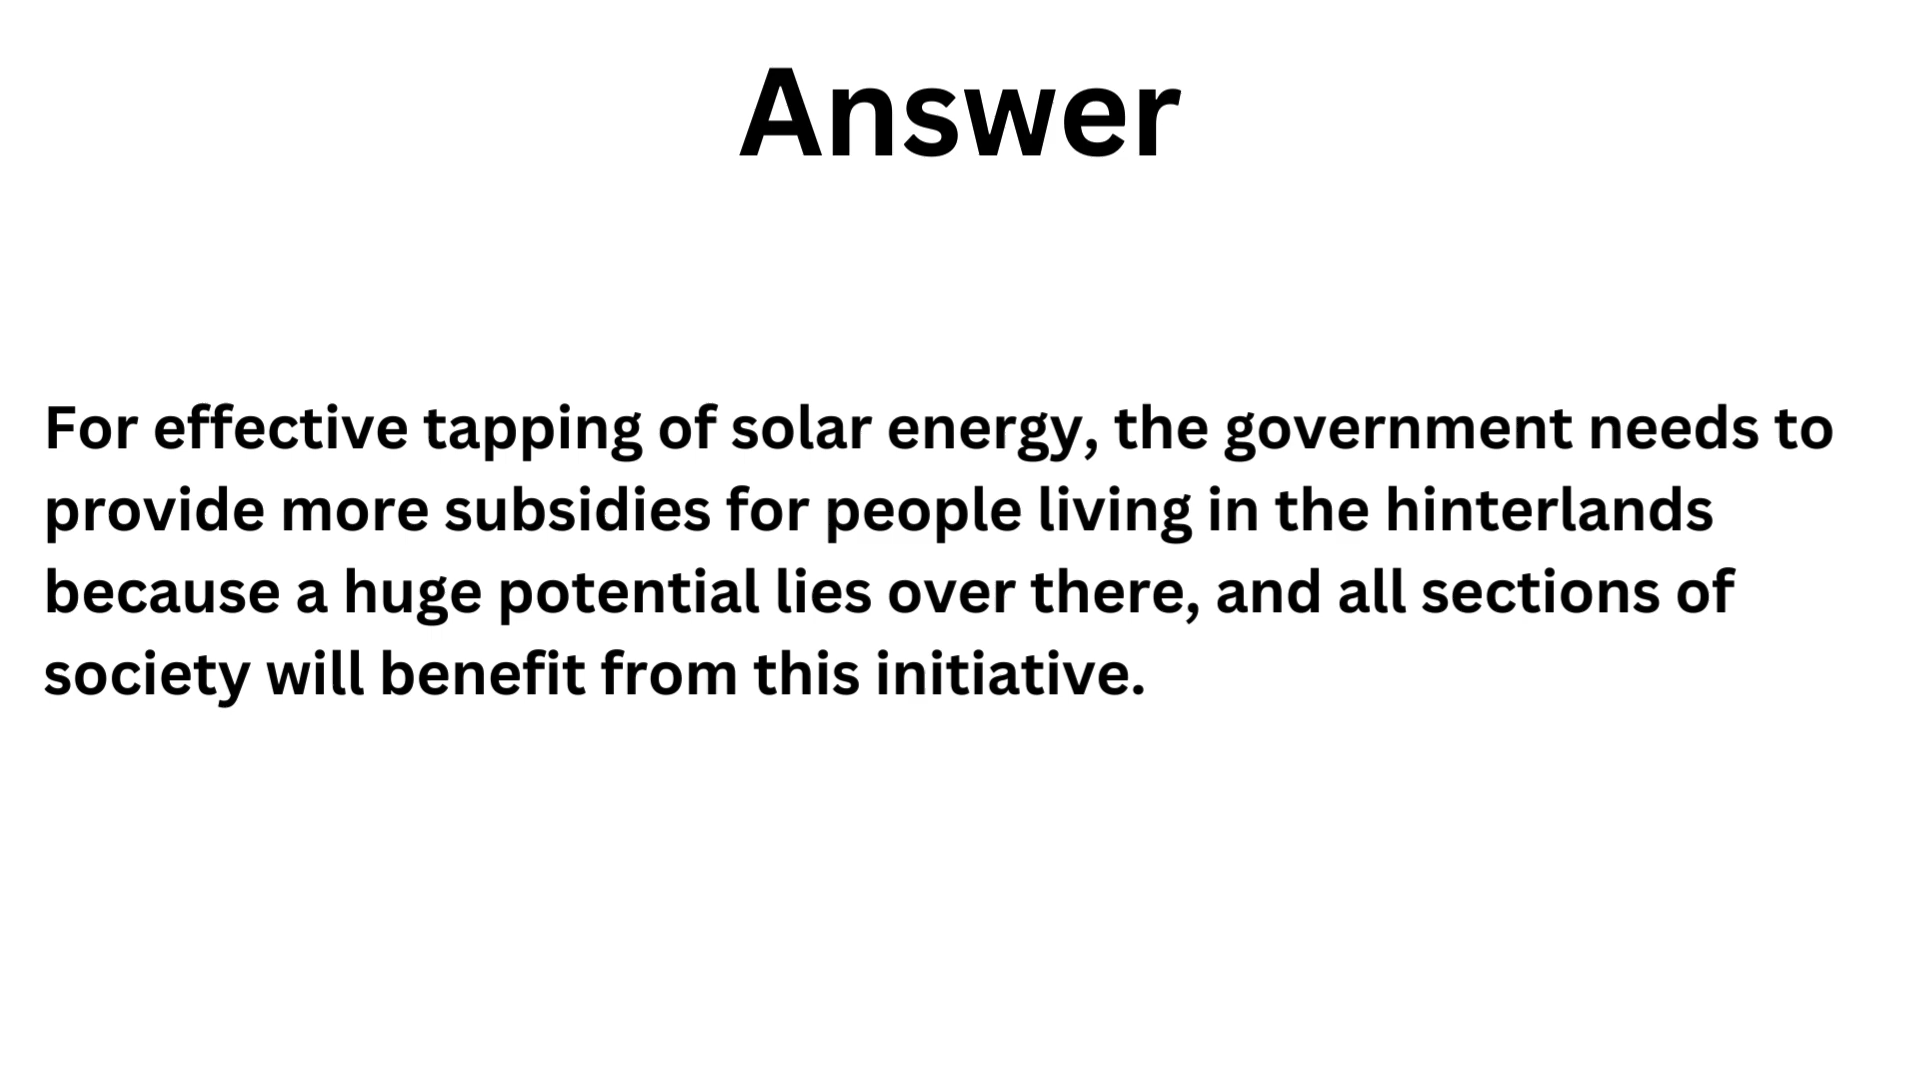 Answer
For effective tapping of solar energy, the government needs to
provide more subsidies for people living in the hinterlands
because a huge potential lies over there, and all sections of
society will benefit from this initiative.